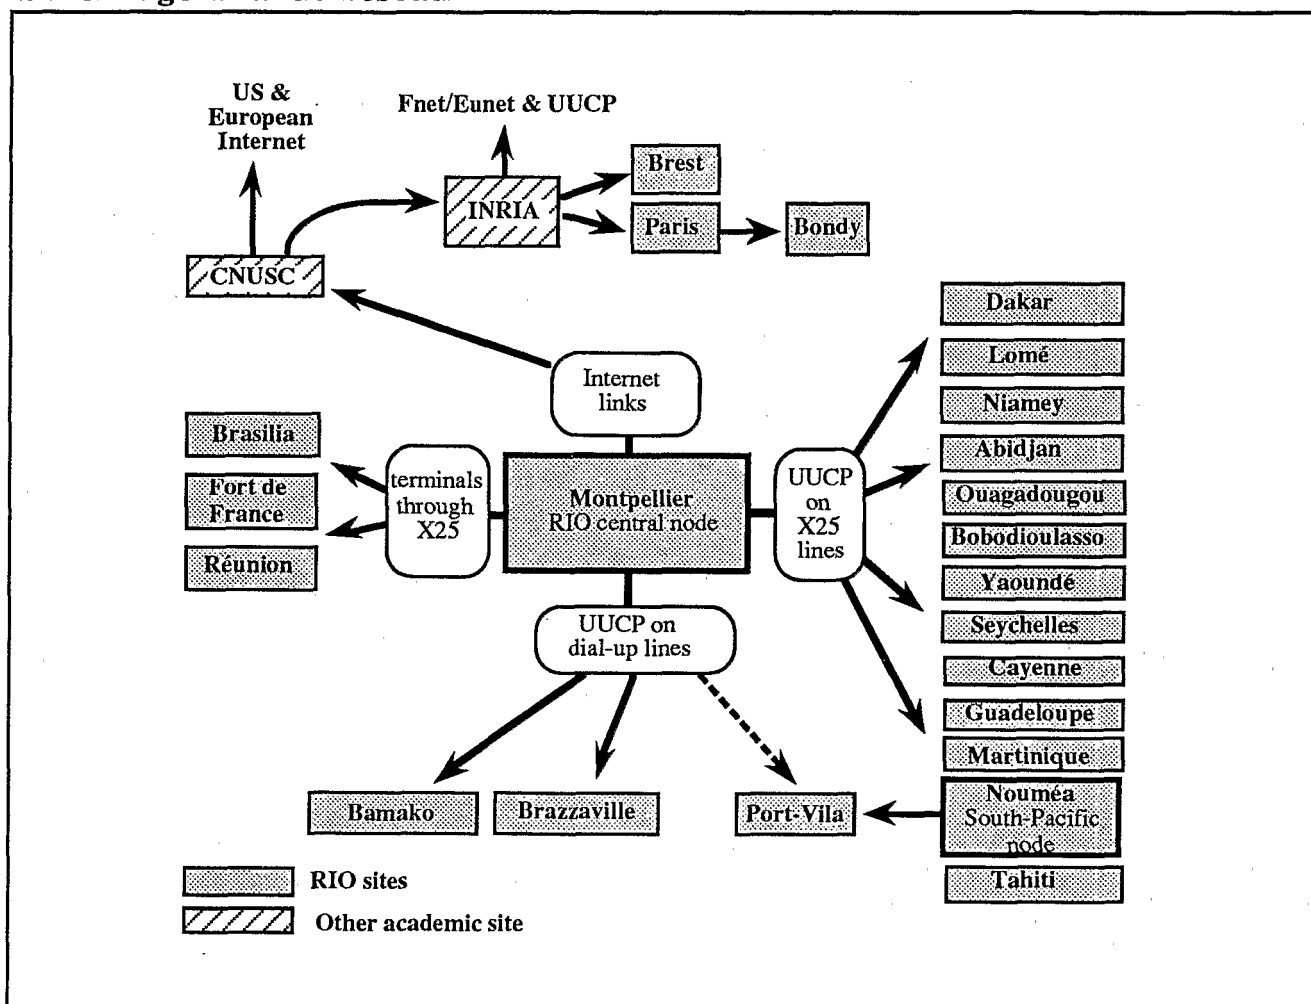 US &
European
Internet
Fnet/Eunet & UUCP
Brest
INRIA
Paris
Bondy
CNUSC
Dakar
Internet
links
Lomé
Niamey
Brasilia
Abidjan
terminals
through
X25
UUCP
on
X25
lines
Fort de
France
Montpellier
RIO central node
Ouagadougou
Bobodioulasso
Réunion
Yaoundé
UUCP on
dial-up lines
Seychelles
Cayenne
Guadeloupe
Martinique
Bamako
Brazzaville
Port-Vila
Nouméa
South-Pacific
node
RIO sites
Tahiti
Other academic site